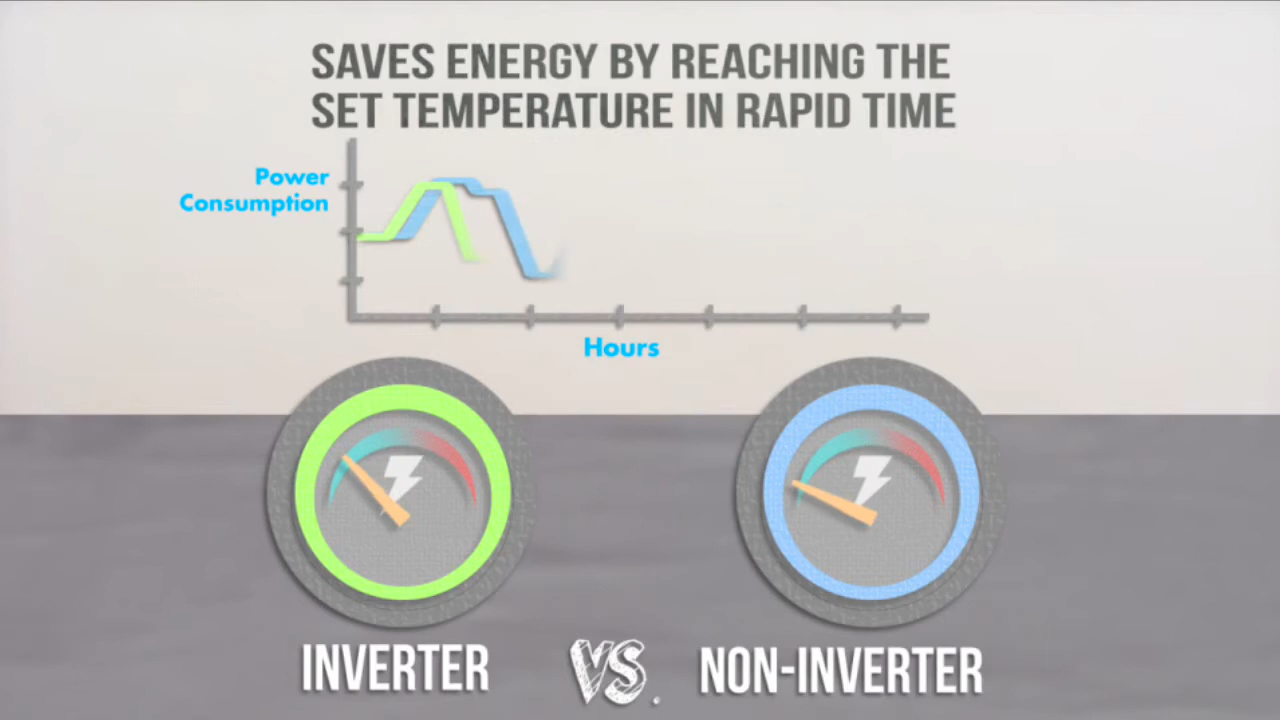 SAVES ENERGY BY REACHING THE
SET TEMPERATURE IN RAPID TIME
Power
Consumption
Hours
INVERTER VS. NON-INVERTER